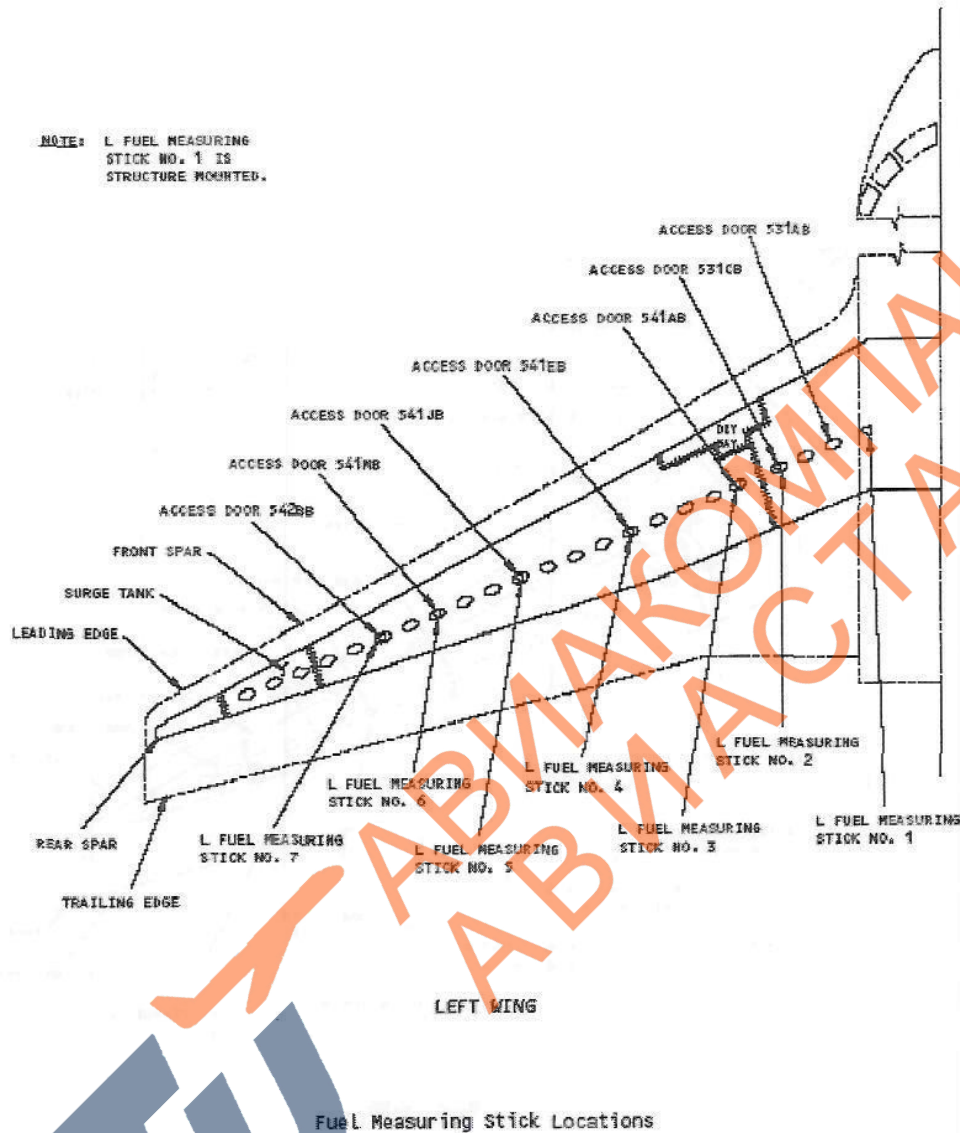 NOTE: L FUEL MEASURING
STICK NO. 1 IS
STRUCTURE MOUNTED.
ACCESS DOOR 531AB
ACCESS DOOR 531CB
ACCESS DOOR 541AB
ACCESS DOOR 541EB
ACCESS DOOR 541JB
ACCESS DOOR 541MB
ACCESS DOOR 542BB
DRY
BAY
FRONT SPAR
SURGE TANK
LEADING EDGE
L FUEL MEASURING
STICK NO. 2
L FUEL MEASURING
STICK NO. 4
L FUEL MEASURING
STICK NO. 6
L FUEL MEASURING
STICK NO. 1
L FUEL MEASURING
STICK NO. 3
L FUEL MEASURING
STICK NO. 5
L FUEL MEASURING
STICK NO. 7
REAR SPAR
TRAILING EDGE
АВИАКОМПА
АВИАСТА
LEFT WING
Fuel Measuring Stick Locations